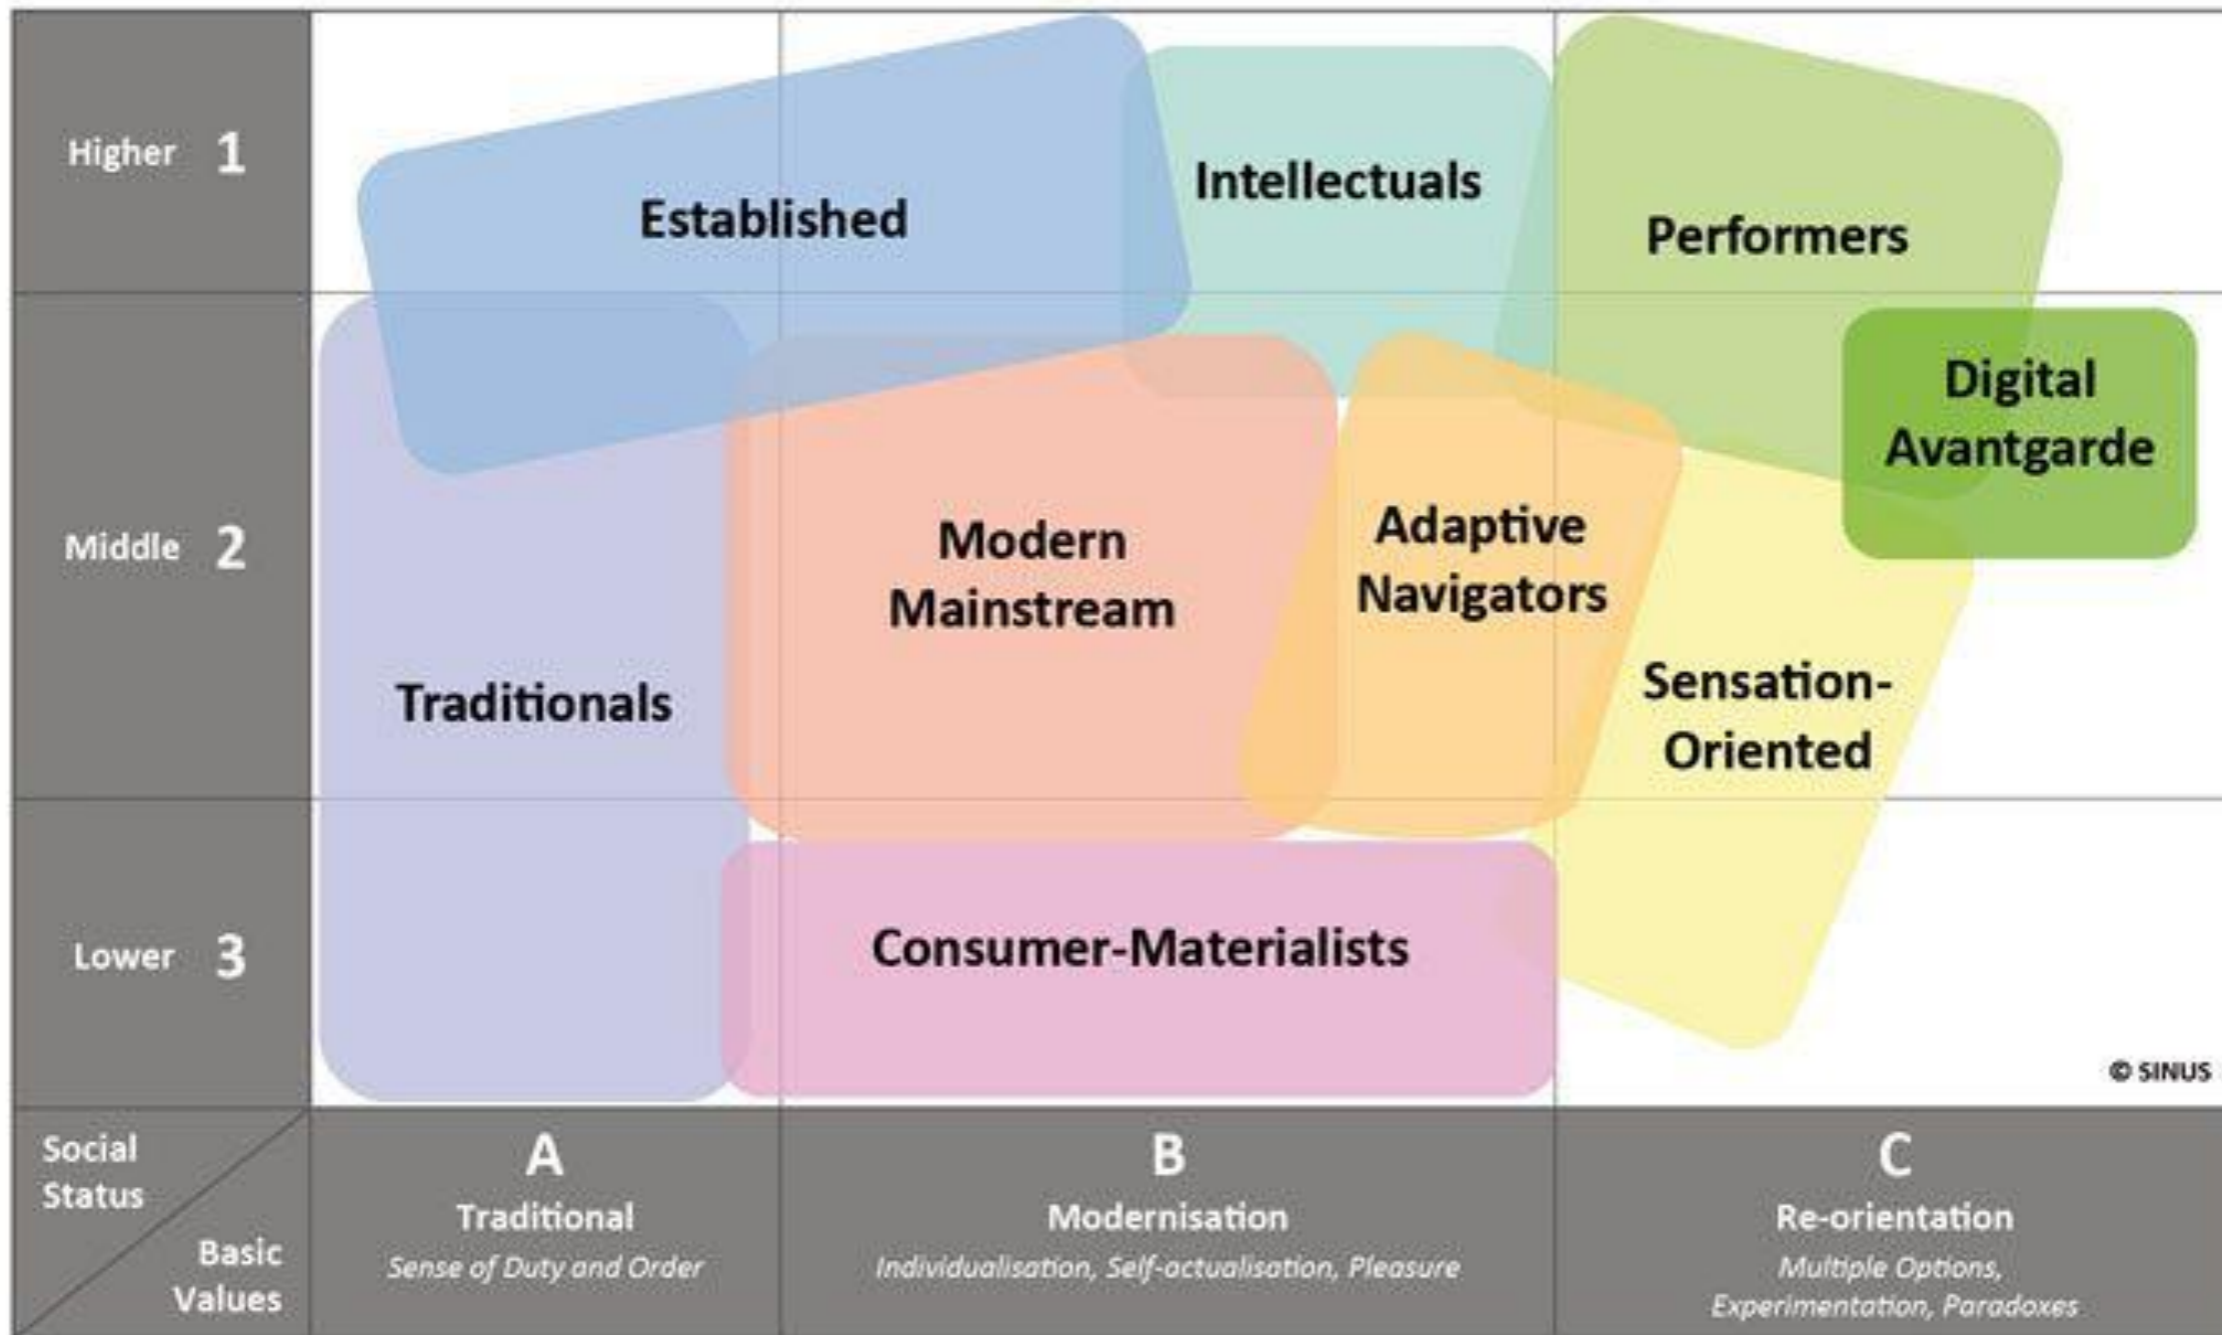 Higher 1
Established
Intellectuals
Performers
Middle 2
Digital
Avantgarde
Modern
Mainstream
Adaptive
Navigators
Traditionals
Sensation-
Oriented
Lower 3
Consumer-Materialists
© SINUS
Social
Status
Basic
Values
A
Traditional
Sense of Duty and Order
B
Modernisation
Individualisation, Self-actualisation, Pleasure
C
Re-orientation
Multiple Options,
Experimentation, Paradoxes